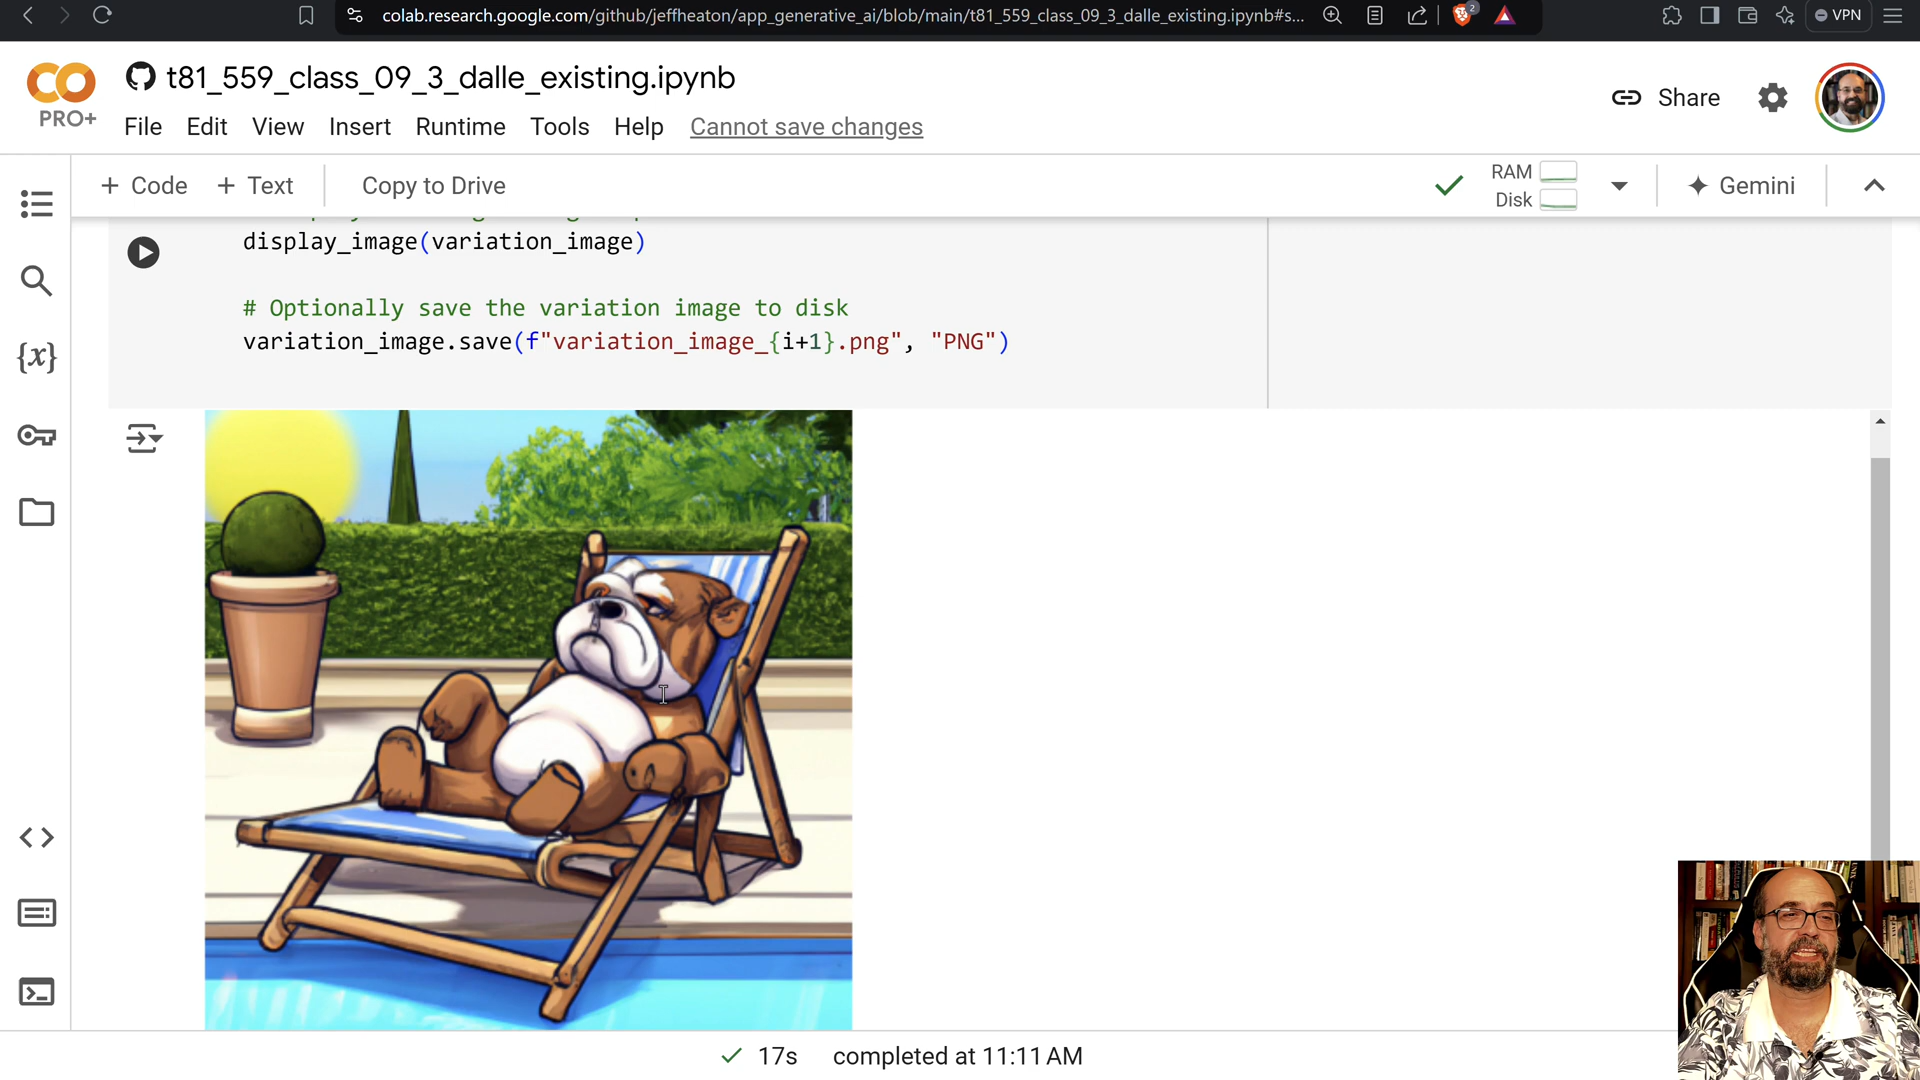 colab.research.google.com/github/jeffheaton/app_generative_ai/blob/main/t81_559_class_09_3_dalle_existing.ipynb#s...
2
VPN
t81_559_class_09_3_dalle_existing.ipynb
PRO+
File Edit View Insert Runtime Tools Help Cannot save changes
Share
+ Code + Text Copy to Drive
RAM
Disk
Gemini
display_image(variation_image)
# Optionally save the variation image to disk
variation_image.save(f"variation_image_{i+1}.png", "PNG")
{x}
17s completed at 11:11 AM